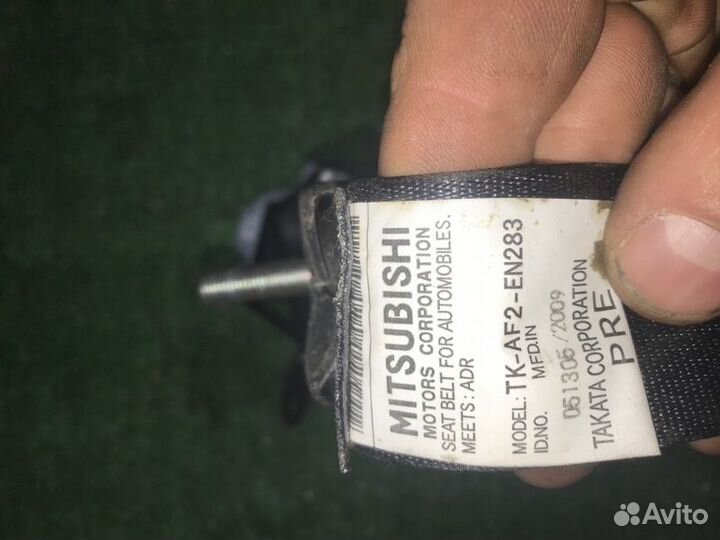 MITSUBISHI
MOTORS CORPORATION
SEAT BELT FOR AUTOMOBILES.
MEETS: ADR
MODEL: TK-AF2-EN283
ID.NO. MFD.IN
051305 /2009
TAKATA CORPORATION
PRE
Avito